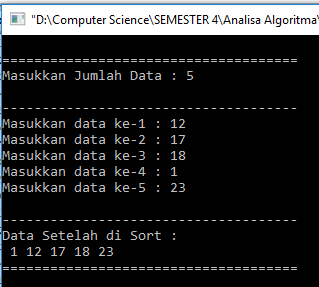 "D:\Computer Science\SEMESTER 4\Analisa Algoritma\
====================================
Masukkan Jumlah Data : 5
------------------------------------
Masukkan data ke-1 : 12
Masukkan data ke-2 : 17
Masukkan data ke-3 : 18
Masukkan data ke-4 : 1
Masukkan data ke-5 : 23
------------------------------------
Data Setelah di Sort :
1 12 17 18 23
====================================